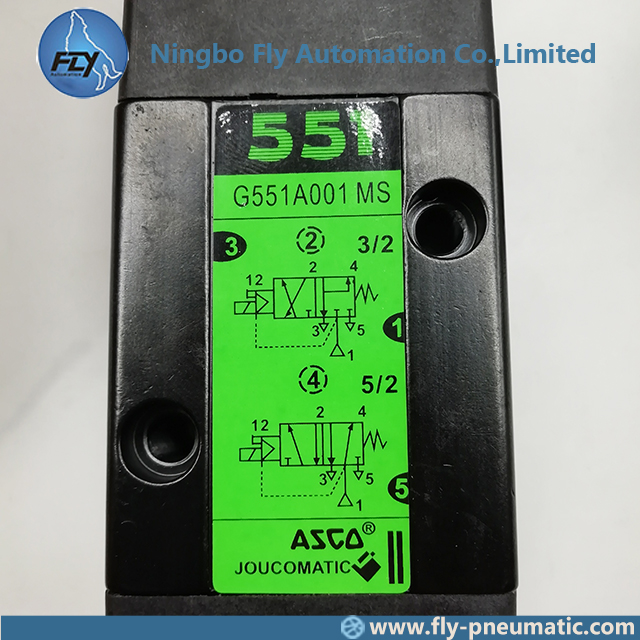 FLY
Automation
Ningbo Fly Automation Co.,Limited
551
G551A001 MS
3 2 3/2
12 2 4
3 5
1
1
4 5/2
12 2 4
3 5
1
5
ASCO®
JOUCOMATIC
www.fly-pneumatic.com